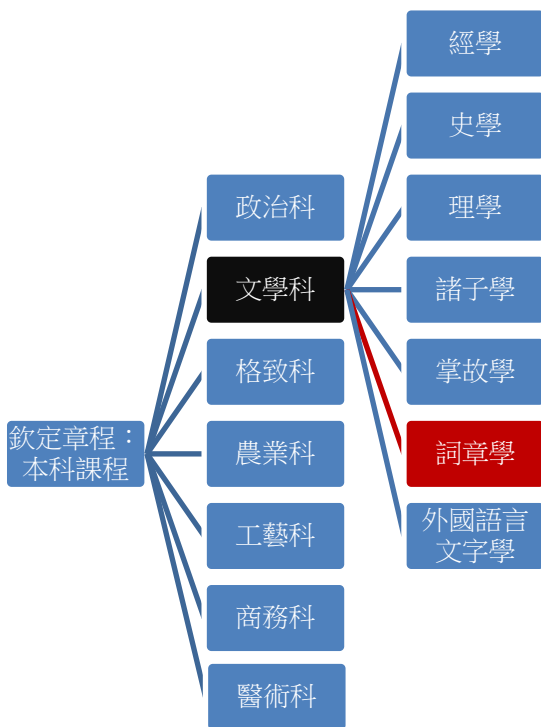 欽定章程：
本科課程
政治科
文學科
格致科
農業科
工藝科
商務科
醫術科
經學
史學
理學
諸子學
掌故學
詞章學
外國語言
文字學